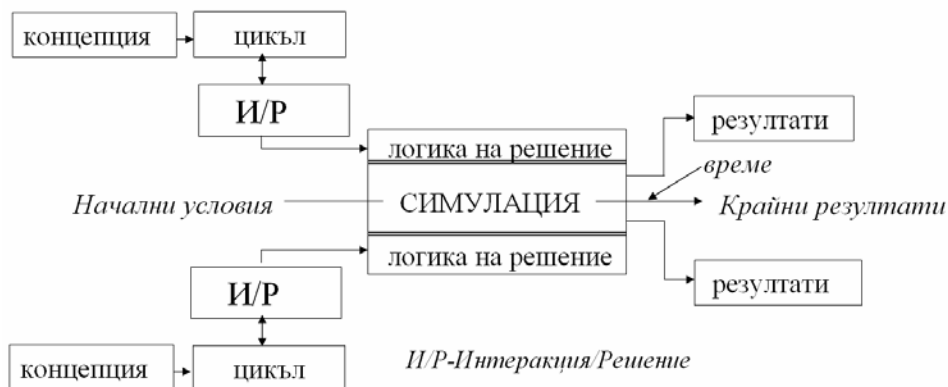 концепция
цикъл
И/Р
резултати
логика на решение
време
Начални условия
СИМУЛАЦИЯ
Крайни резултати
логика на решение
И/Р
резултати
концепция
цикъл
И/Р-Интеракция/Решение